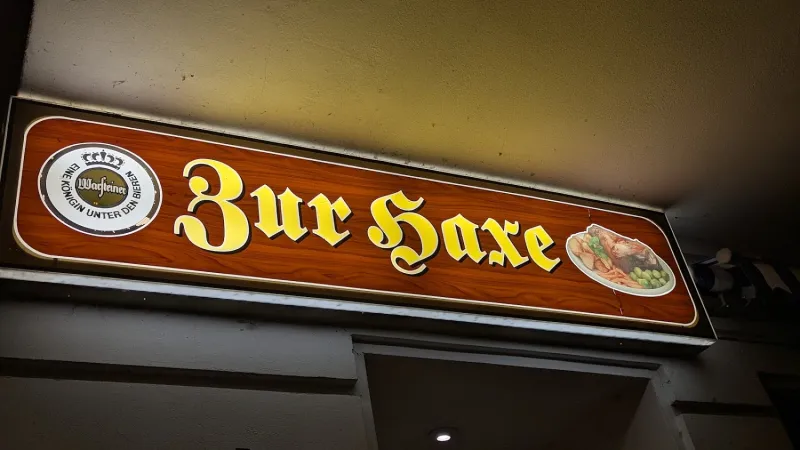 Warsteiner
EINE KÖNIGIN UNTER DEN BIEREN
Zur Haxe